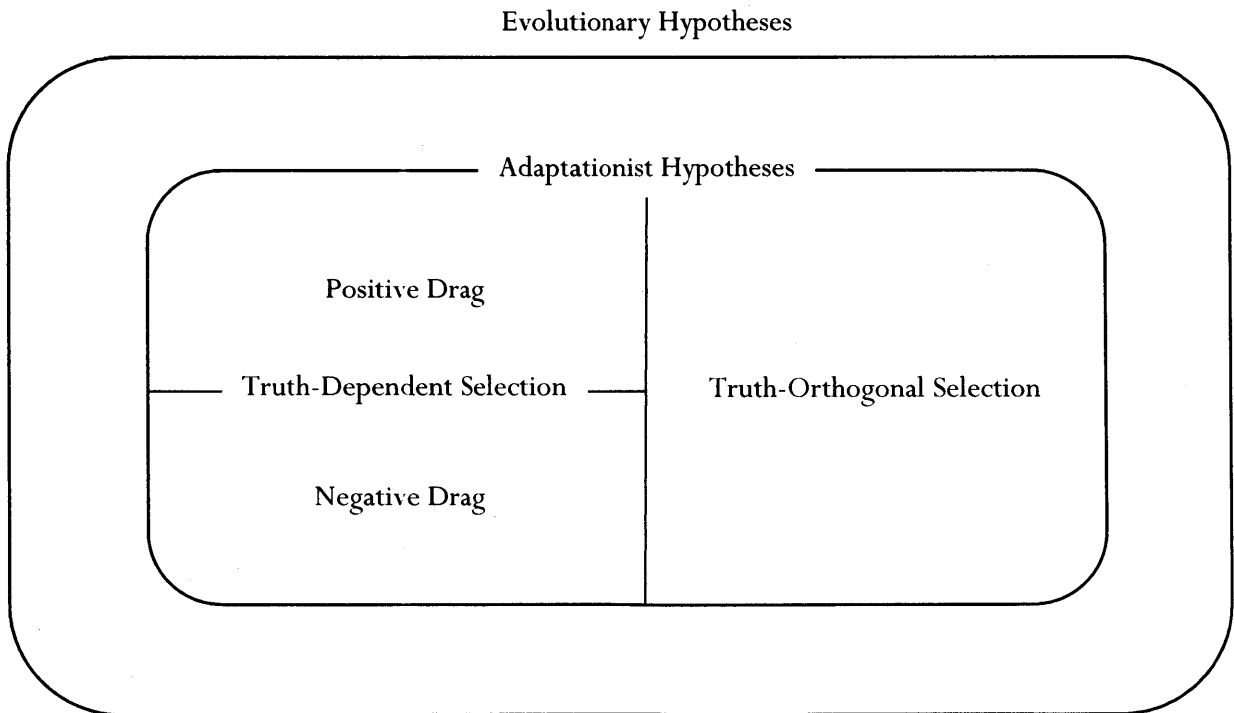 Evolutionary Hypotheses
Adaptationist Hypotheses
Positive Drag
Truth-Dependent Selection
Truth-Orthogonal Selection
Negative Drag